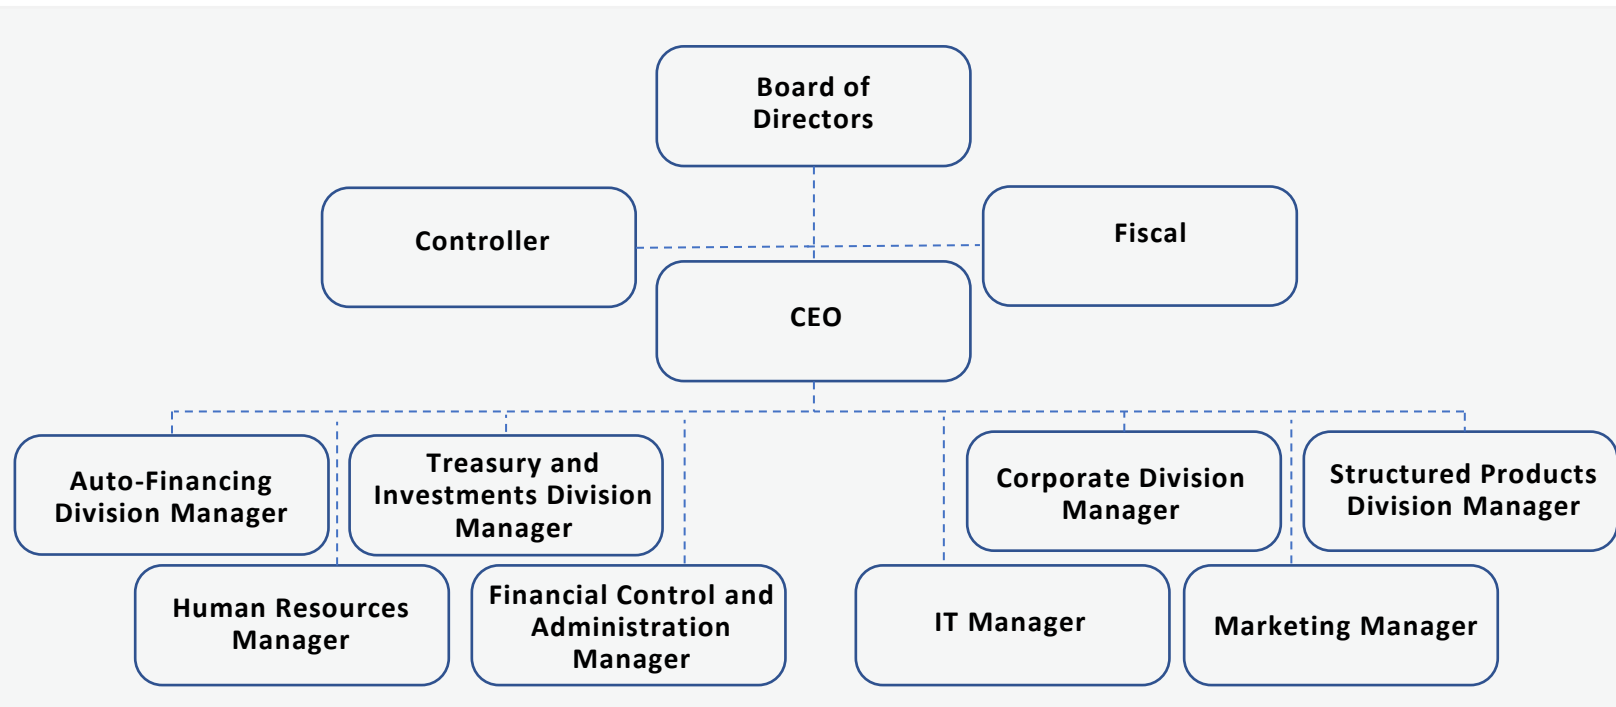 Board of
Directors
Controller
Fiscal
CEO
Auto-Financing
Division Manager
Treasury and
Investments Division
Manager
Corporate Division
Manager
Structured Products
Division Manager
Human Resources
Manager
Financial Control and
Administration
Manager
IT Manager
Marketing Manager